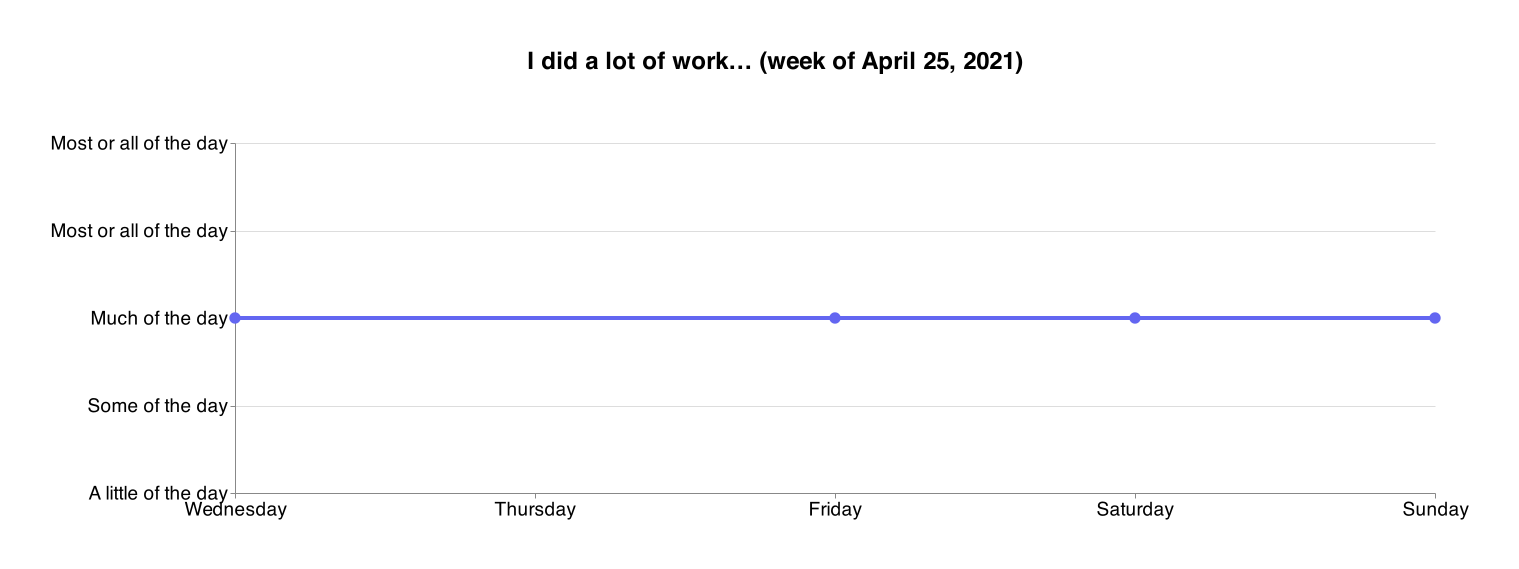 I did a lot of work… (week of April 25, 2021)
Most or all of the day
Most or all of the day
Much of the day
Some of the day
A little of the day
Wednesday Thursday Friday Saturday Sunday